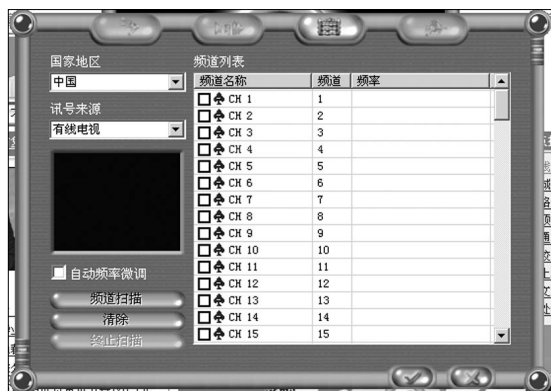 国家地区
中国
讯号来源
有线电视
自动频率微调
频道扫描
清除
终止扫描
频道列表
频道名称 频道 频率
CH 1 1
CH 2 2
CH 3 3
CH 4 4
CH 5 5
CH 6 6
CH 7 7
CH 8 8
CH 9 9
CH 10 10
CH 11 11
CH 12 12
CH 13 13
CH 14 14
CH 15 15